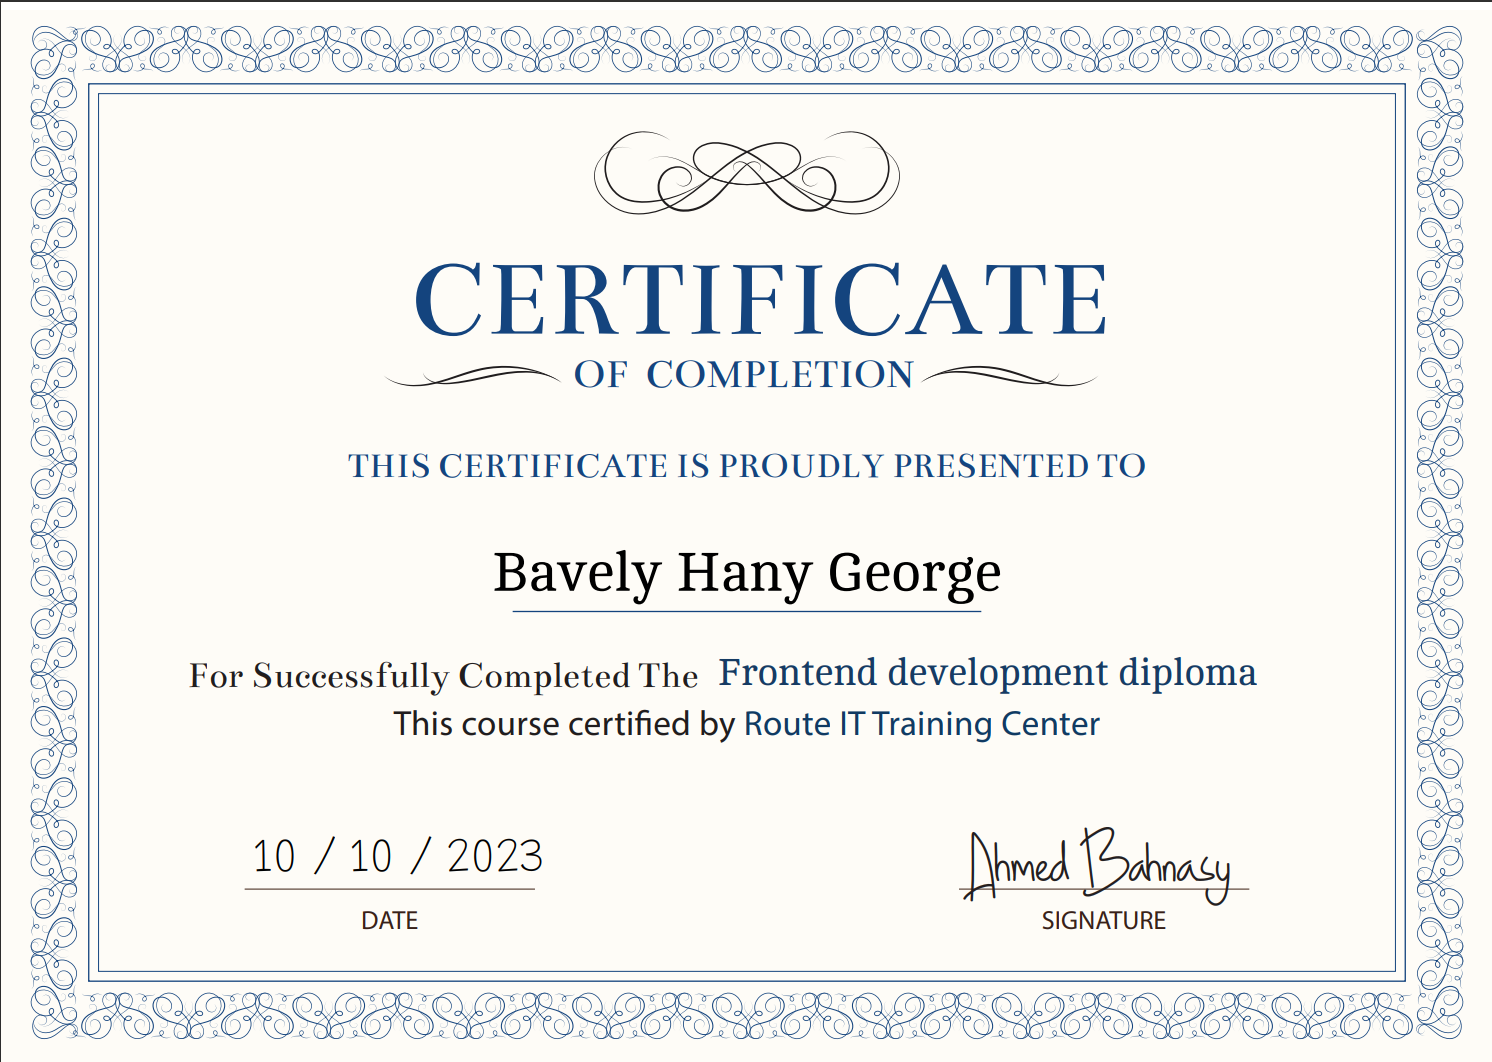 CERTIFICATE
OF COMPLETION
THIS CERTIFICATE IS PROUDLY PRESENTED TO
Bavely Hany George
For Successfully Completed The Frontend development diploma
This course certified by Route IT Training Center
10 / 10 / 2023
DATE
Ahmed Bahnasy
SIGNATURE